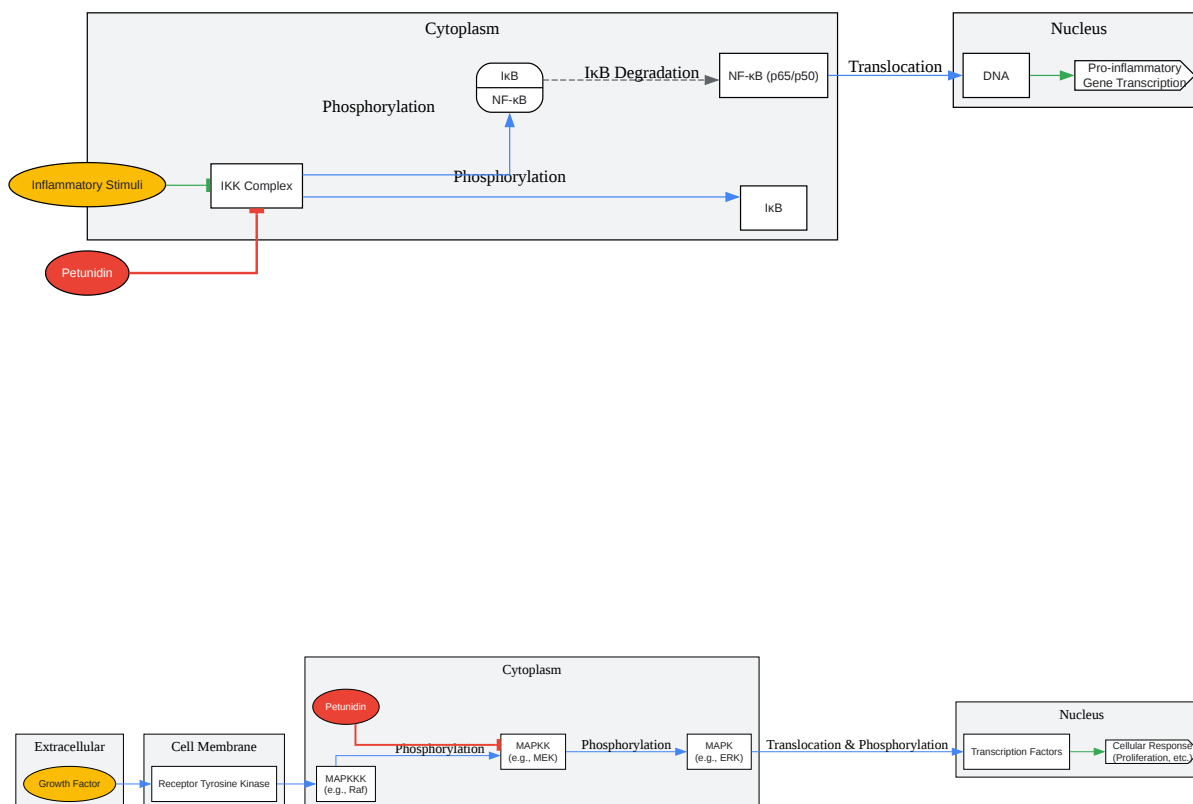 Cytoplasm
Nucleus
IκB
NF-κB
IκB Degradation
NF-κB (p65/p50)
Translocation
DNA
Pro-inflammatory
Gene Transcription
Phosphorylation
Inflammatory Stimuli
IKK Complex
Phosphorylation
IκB
Petunidin
Cytoplasm
Petunidin
Nucleus
Extracellular
Cell Membrane
Phosphorylation
MAPKK
(e.g., MEK)
Phosphorylation
MAPK
(e.g., ERK)
Translocation & Phosphorylation
Transcription Factors
Cellular Response
(Proliferation, etc.)
Growth Factor
Receptor Tyrosine Kinase
MAPKKK
(e.g., Raf)